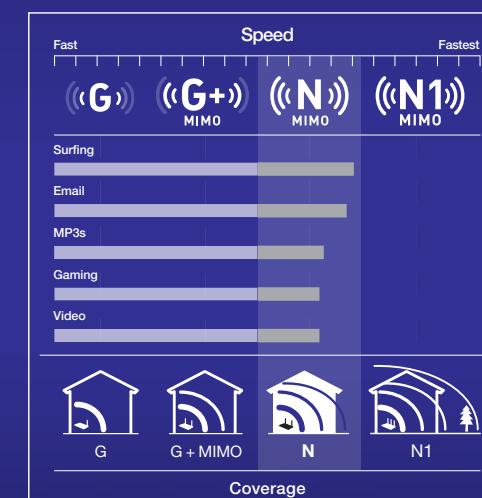 Speed
Fast Fastest
G G+ N N1
MIMO MIMO MIMO
Surfing
Email
MP3s
Gaming
Video
G G + MIMO N N1
Coverage